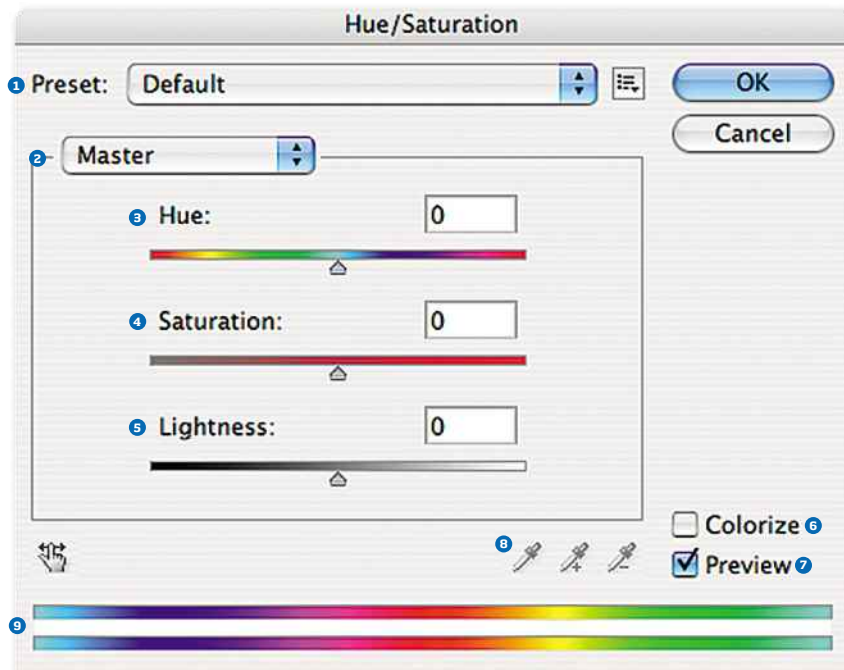 Hue/Saturation
1 Preset: Default OK
Cancel
2 Master
3 Hue: 0
4 Saturation: 0
5 Lightness: 0
6 Colorize
7 Preview
8
9